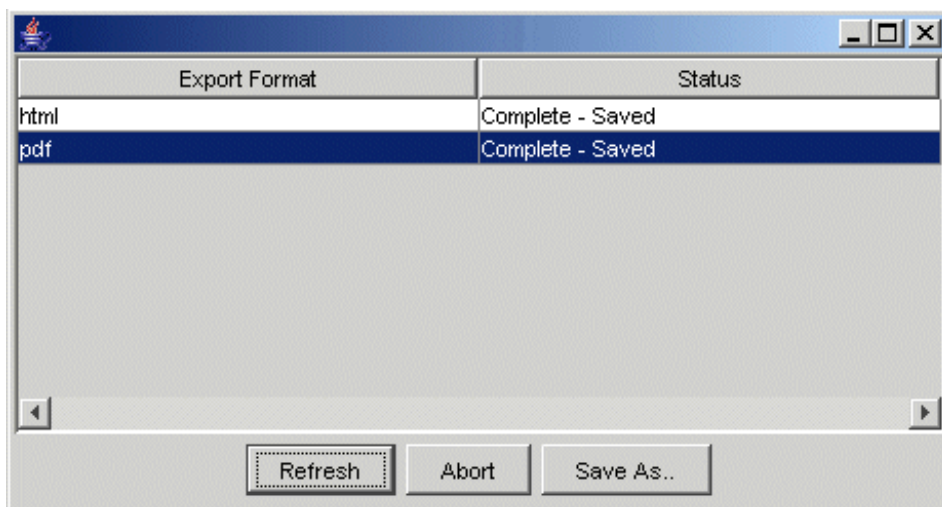 Export Format Status
html Complete - Saved
pdf Complete - Saved
Refresh Abort Save As..